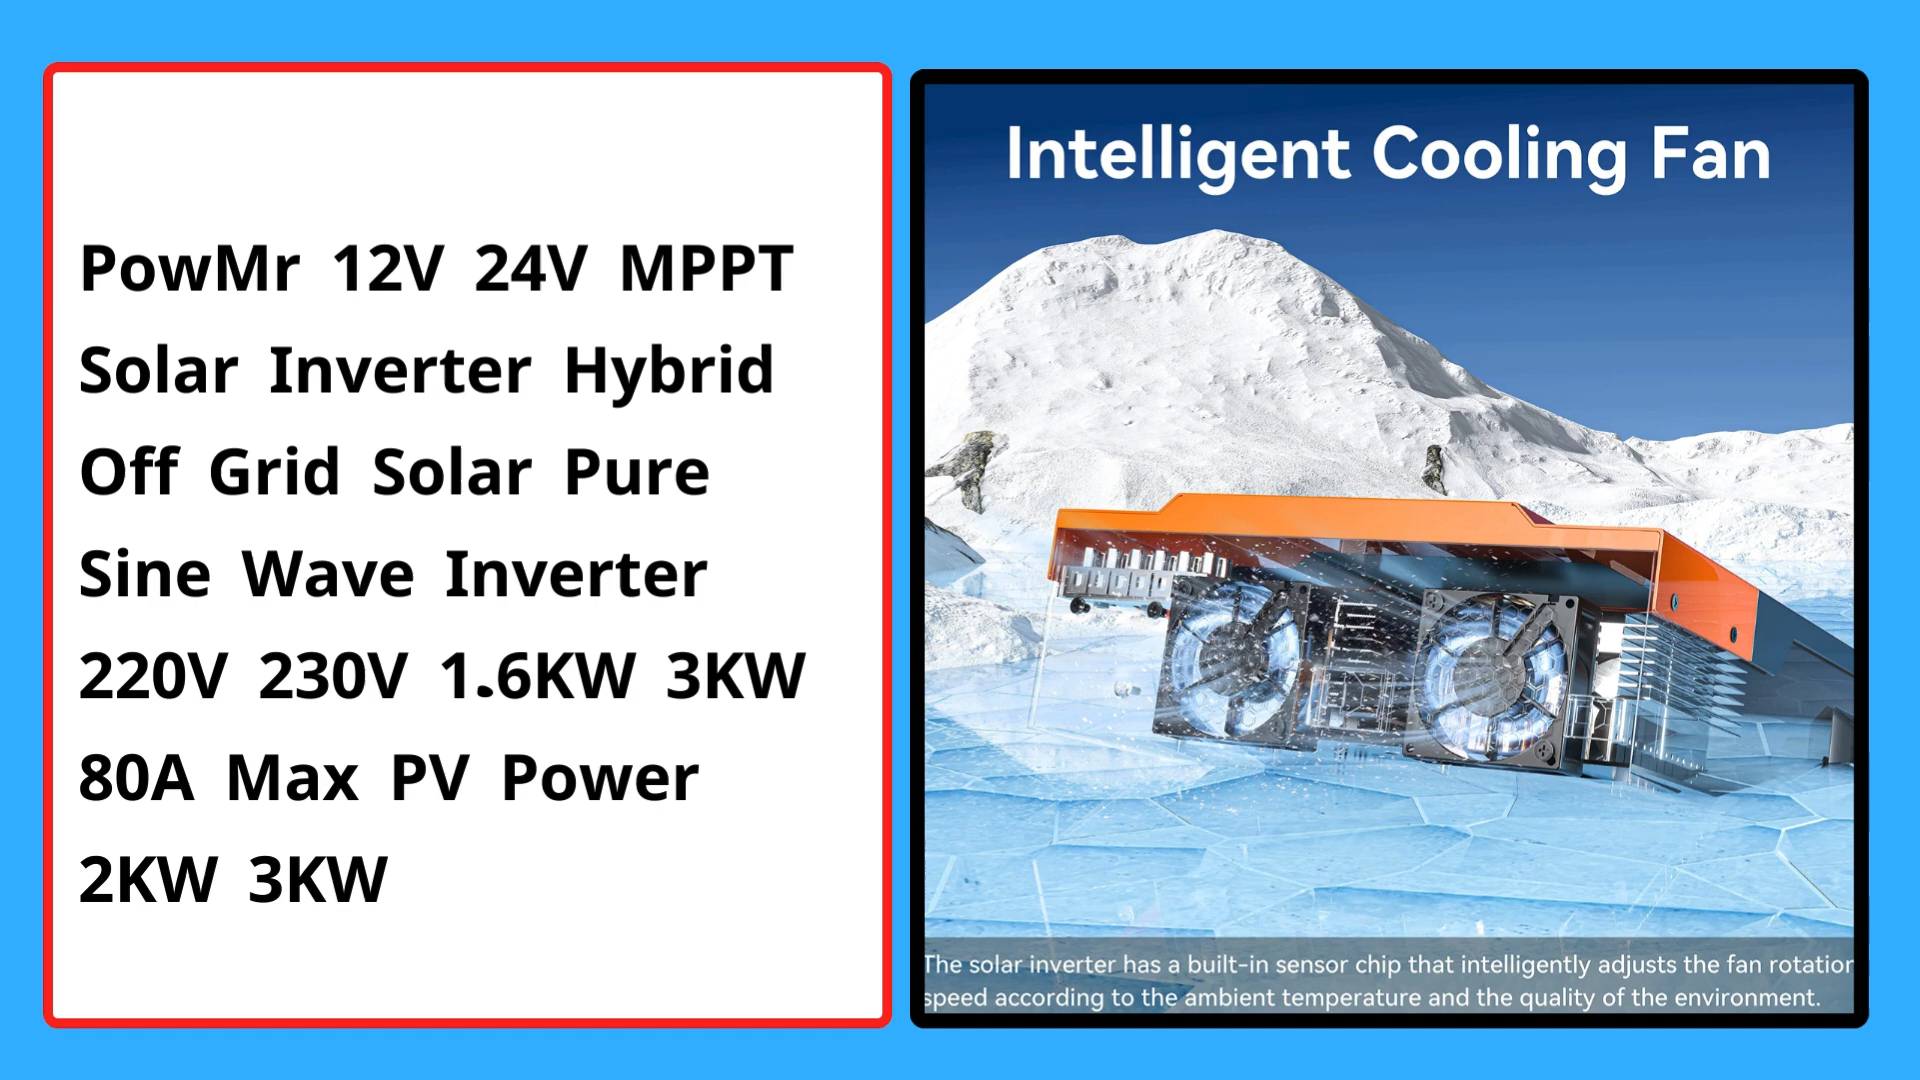 PowMr 12V 24V MPPT
Solar Inverter Hybrid
Off Grid Solar Pure
Sine Wave Inverter
220V 230V 1.6KW 3KW
80A Max PV Power
2KW 3KW
Intelligent Cooling Fan
The solar inverter has a built-in sensor chip that intelligently adjusts the fan rotation
speed according to the ambient temperature and the quality of the environment.